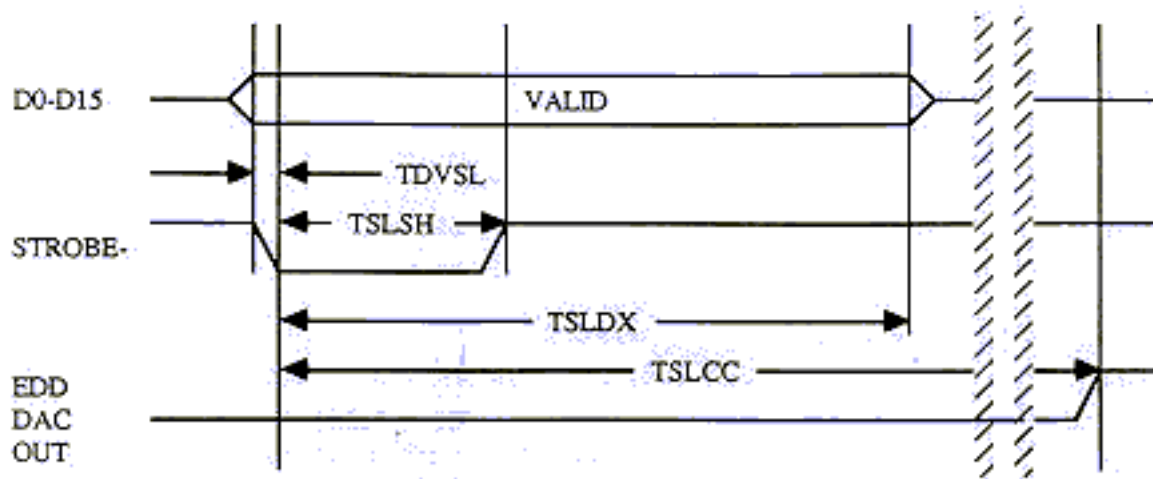 D0-D15
VALID
TDVSL
TSLSH
STROBE-
TSLDX
TSLCC
EDD
DAC
OUT